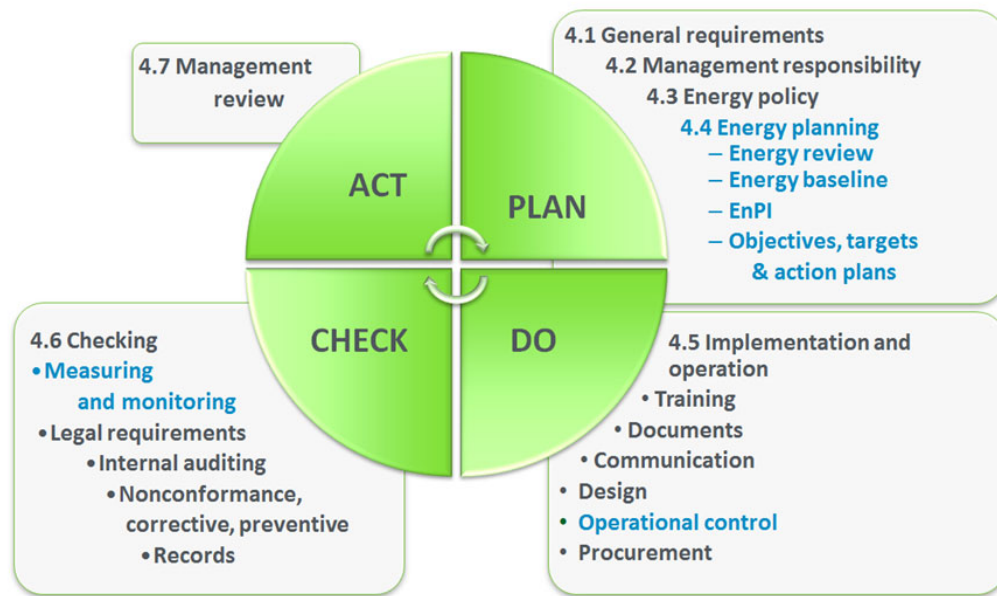 4.7 Management
review
ACT
4.1 General requirements
4.2 Management responsibility
4.3 Energy policy
4.4 Energy planning
– Energy review
– Energy baseline
– EnPI
– Objectives, targets
& action plans
PLAN
4.6 Checking
• Measuring
and monitoring
• Legal requirements
• Internal auditing
• Nonconformance,
corrective, preventive
• Records
CHECK
DO
4.5 Implementation and
operation
• Training
• Documents
• Communication
• Design
• Operational control
• Procurement